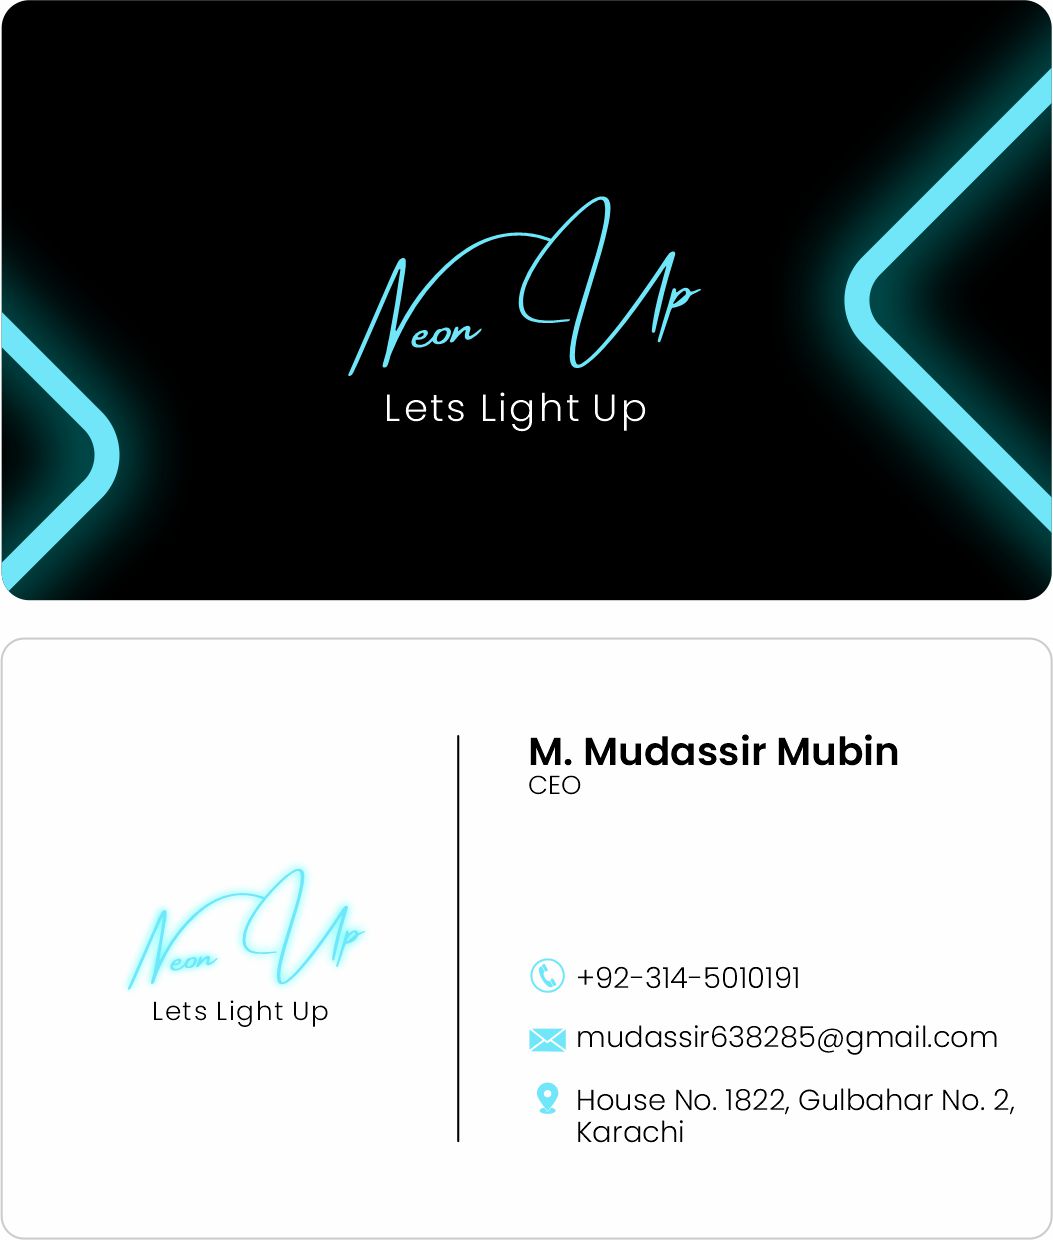 Neon Up
Lets Light Up
M. Mudassir Mubin
CEO
Neon Up
Lets Light Up
+92-314-5010191
mudassir638285@gmail.com
House No. 1822, Gulbahar No. 2,
Karachi